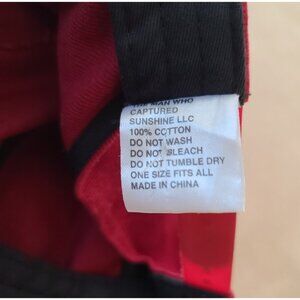 THE MAN WHO
CAPTURED
SUNSHINE LLC
100% COTTON
DO NOT WASH
DO NOT BLEACH
DO NOT TUMBLE DRY
ONE SIZE FITS ALL
MADE IN CHINA